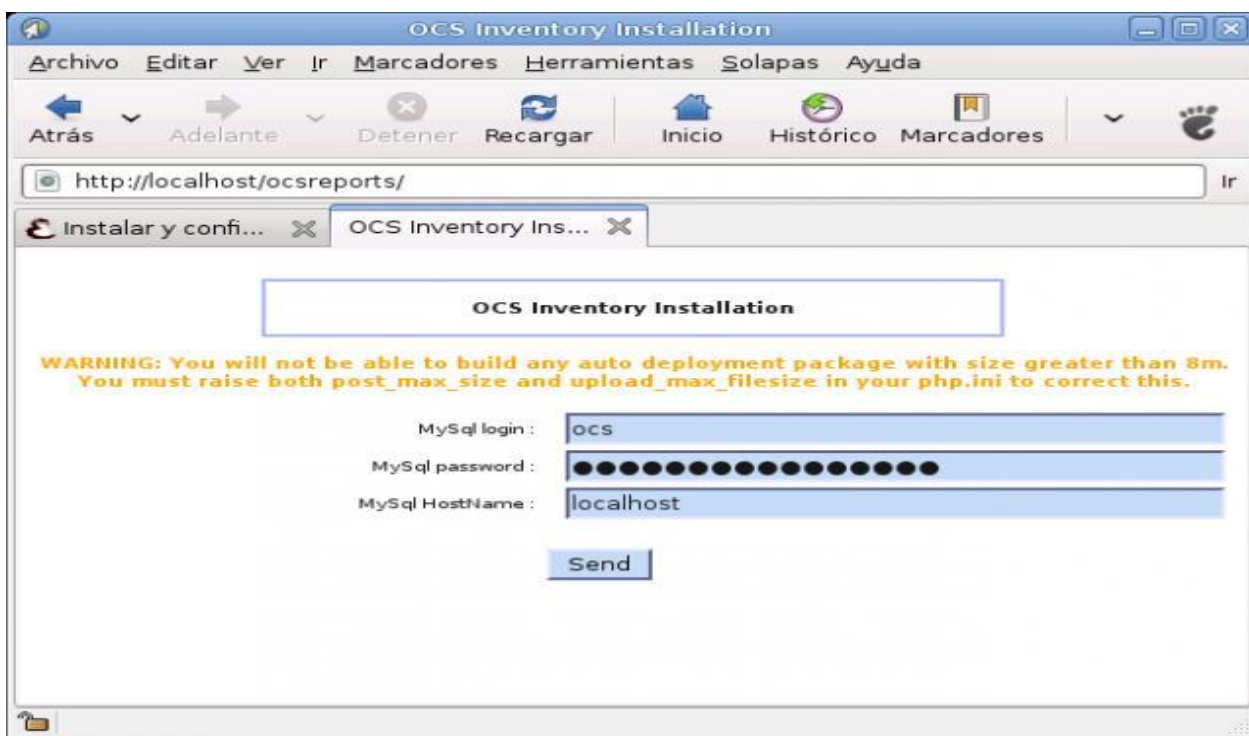 OCS Inventory Installation
Archivo Editar Ver Ir Marcadores Herramientas Solapas Ayuda
Atrás Adelante Detener Recargar Inicio Histórico Marcadores
http://localhost/ocsreports/ Ir
Instalar y confi... OCS Inventory Ins...
OCS Inventory Installation
WARNING: You will not be able to build any auto deployment package with size greater than 8m.
You must raise both post_max_size and upload_max_filesize in your php.ini to correct this.
MySql login : ocs
MySql password : ●●●●●●●●●●●●●●●●
MySql HostName : localhost
Send